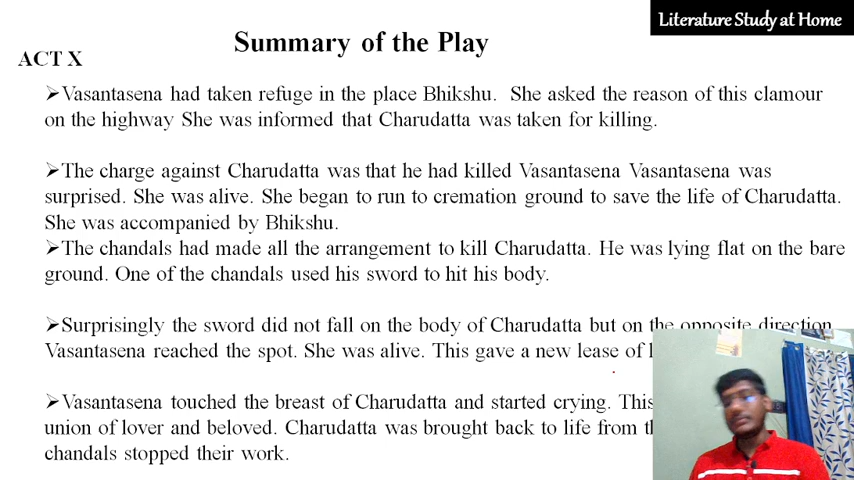 Literature Study at Home
Summary of the Play
ACT X
➢Vasantasena had taken refuge in the place Bhikshu. She asked the reason of this clamour
on the highway She was informed that Charudatta was taken for killing.
➢The charge against Charudatta was that he had killed Vasantasena Vasantasena was
surprised. She was alive. She began to run to cremation ground to save the life of Charudatta.
She was accompanied by Bhikshu.
➢The chandals had made all the arrangement to kill Charudatta. He was lying flat on the bare
ground. One of the chandals used his sword to hit his body.
➢Surprisingly the sword did not fall on the body of Charudatta but on the opposite direction
Vasantasena reached the spot. She was alive. This gave a new lease of
➢Vasantasena touched the breast of Charudatta and started crying. This
union of lover and beloved. Charudatta was brought back to life from
chandals stopped their work.